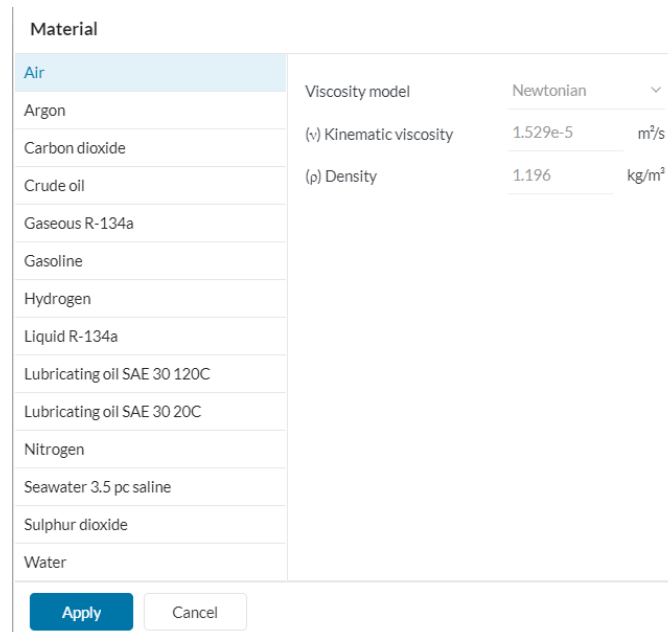 Material
Air
Argon
Carbon dioxide
Crude oil
Gaseous R-134a
Gasoline
Hydrogen
Liquid R-134a
Lubricating oil SAE 30 120C
Lubricating oil SAE 30 20C
Nitrogen
Seawater 3.5 pc saline
Sulphur dioxide
Water
Viscosity model Newtonian
(ν) Kinematic viscosity 1.529e-5 m²/s
(ρ) Density 1.196 kg/m³
Apply Cancel